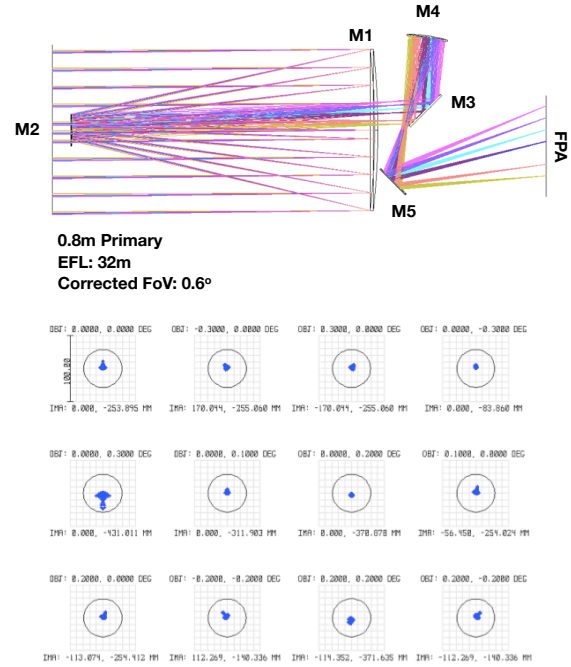 M4
M1
M3
M2
FPA
M5
0.8m Primary
EFL: 32m
Corrected FoV: 0.6º
OBJ: 0.0000, 0.0000 DEG
OBJ: -0.3000, 0.0000 DEG
OBJ: 0.3000, 0.0000 DEG
OBJ: 0.0000, -0.3000 DEG
100.00
IMA: 0.000, -253.895 MM
IMA: 170.044, -255.060 MM
IMA: -170.044, -255.060 MM
IMA: 0.000, -83.860 MM
OBJ: 0.0000, 0.3000 DEG
OBJ: 0.0000, 0.1000 DEG
OBJ: 0.0000, 0.2000 DEG
OBJ: 0.1000, 0.0000 DEG
IMA: 0.000, -431.011 MM
IMA: 0.000, -311.903 MM
IMA: 0.000, -370.878 MM
IMA: -56.450, -254.024 MM
OBJ: 0.2000, 0.0000 DEG
OBJ: -0.2000, -0.2000 DEG
OBJ: 0.2000, 0.2000 DEG
OBJ: 0.2000, -0.2000 DEG
IMA: -113.074, -254.412 MM
IMA: 112.269, -140.336 MM
IMA: -114.352, -371.635 MM
IMA: -112.269, -140.336 MM